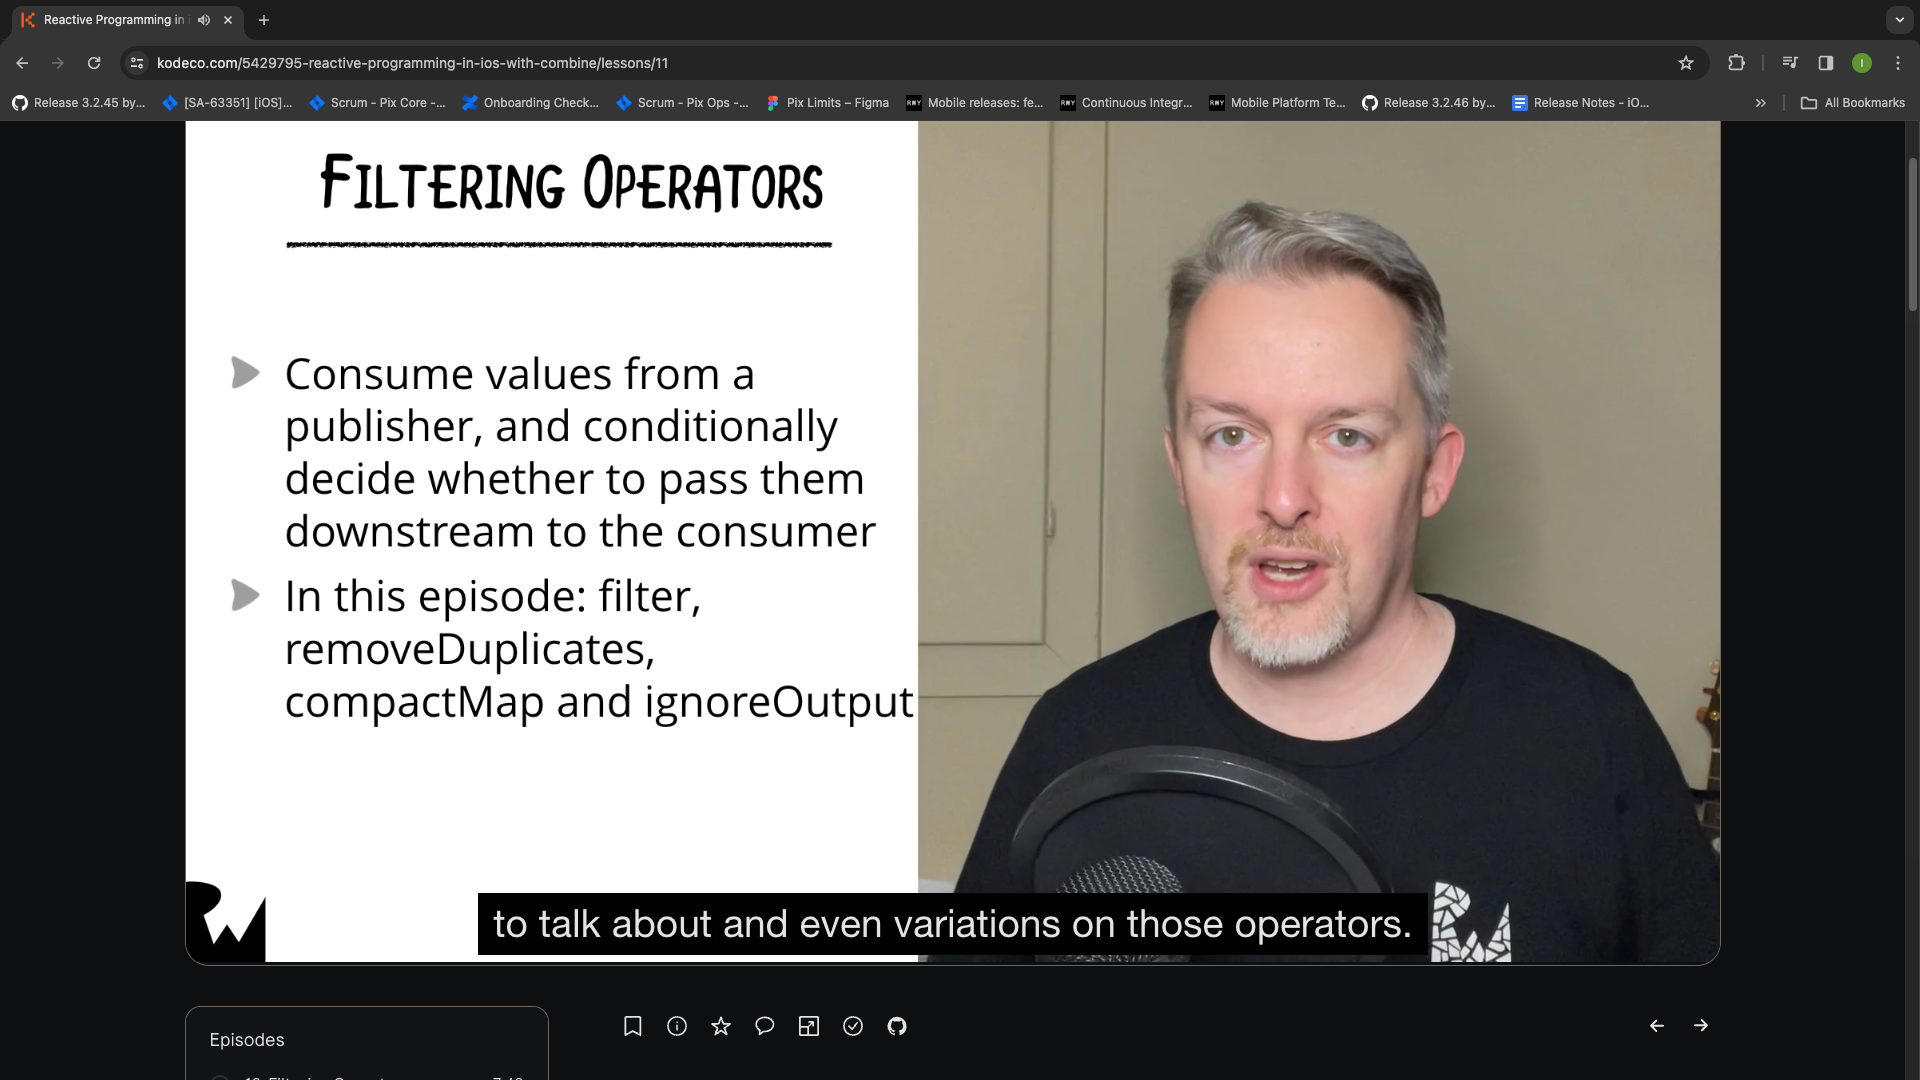 Reactive Programming in
kodeco.com/5429795-reactive-programming-in-ios-with-combine/lessons/11
I
Release 3.2.45 by...
[SA-63351] [iOS]...
Scrum - Pix Core -...
Onboarding Check...
Scrum - Pix Ops -...
Pix Limits – Figma
RWY
Mobile releases: fe...
RWY
Continuous Integr...
RWY
Mobile Platform Te...
Release 3.2.46 by...
Release Notes - iO...
All Bookmarks
FILTERING OPERATORS
Consume values from a
publisher, and conditionally
decide whether to pass them
downstream to the consumer
In this episode: filter,
removeDuplicates,
compactMap and ignoreOutput
to talk about and even variations on those operators.
Episodes